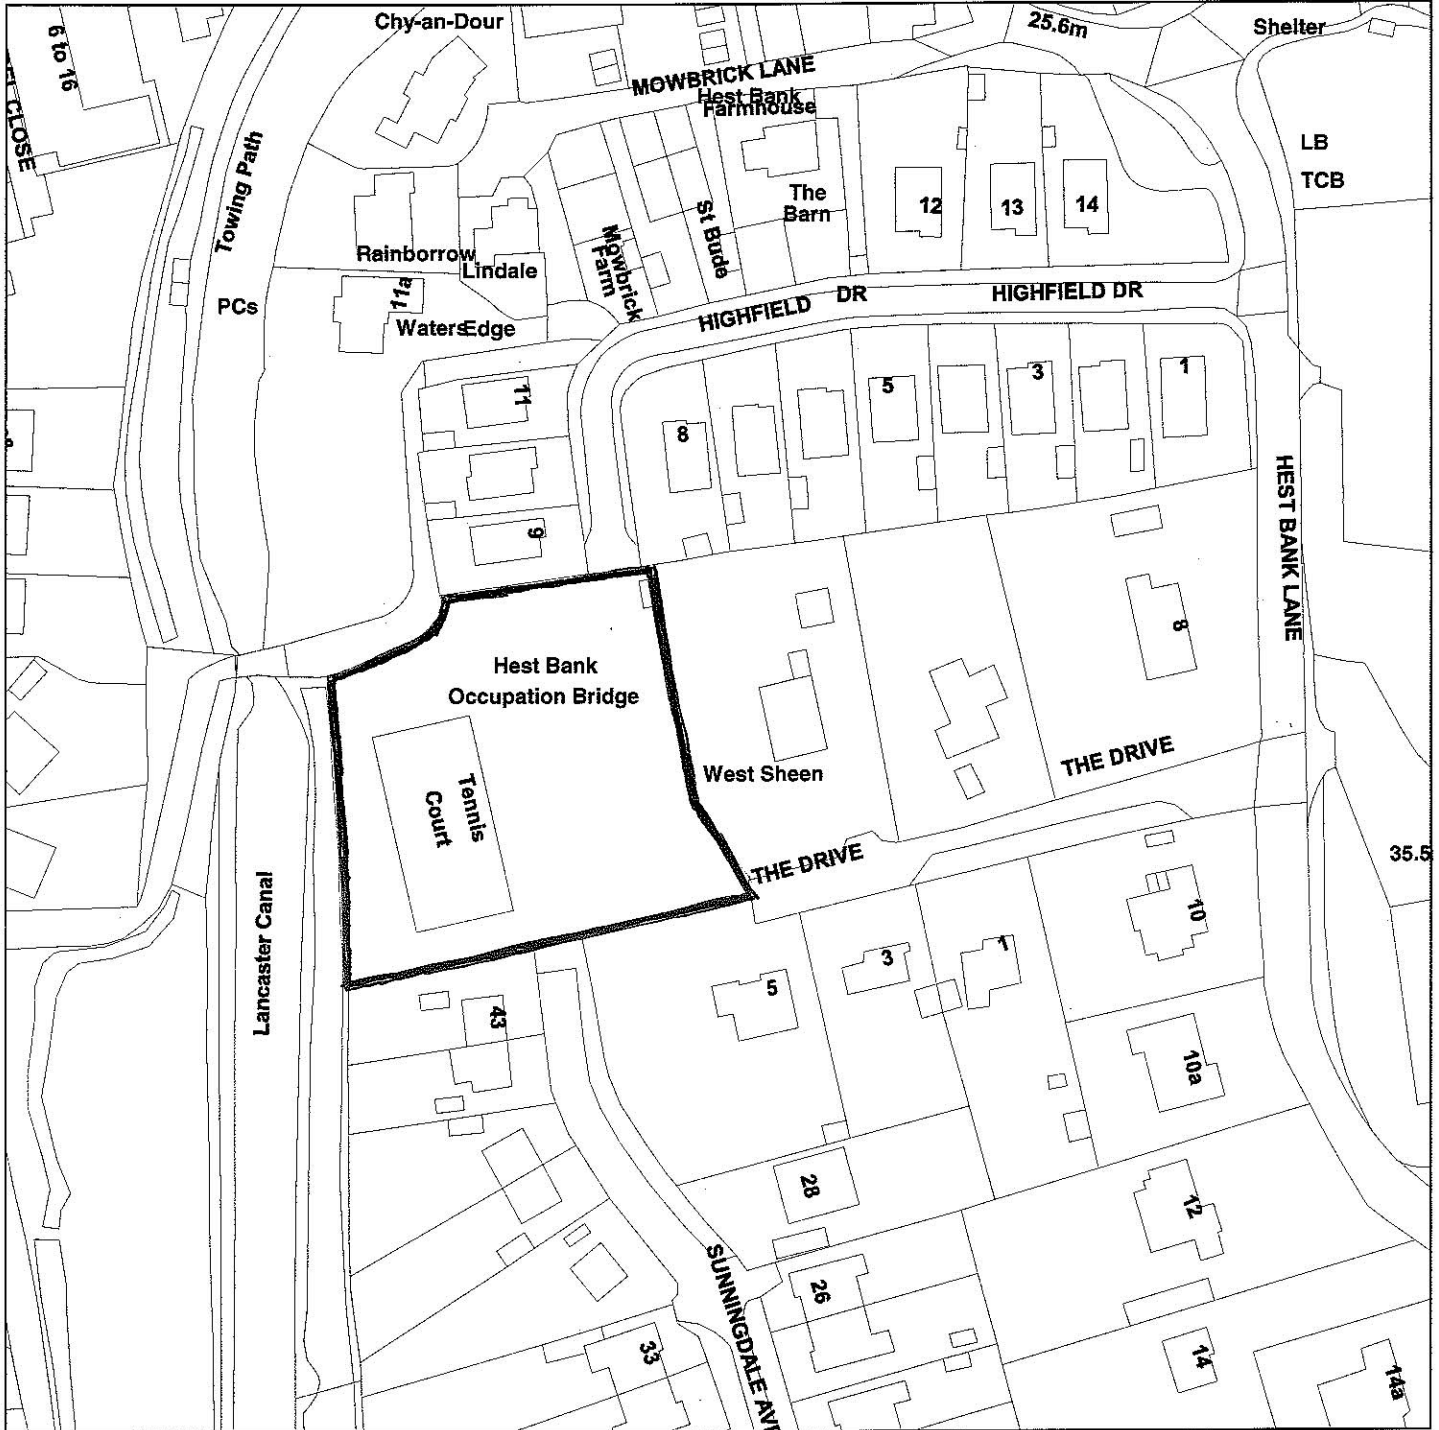 Chy-an-Dour
25.6m
Shelter
6 to 16
CLOSE
MOWBRICK LANE
Hest Bank
Farmhouse
Towing Path
LB
TCB
The
Barn
12
13
14
St Bude
Mowbrick
Farm
Rainborrow
Lindale
11a
PCs
WatersEdge
HIGHFIELD DR
HIGHFIELD DR
11
8
5
3
1
9
HEST BANK LANE
8
Hest Bank
Occupation Bridge
West Sheen
THE DRIVE
Tennis
Court
THE DRIVE
35.5
Lancaster Canal
10
3
1
5
43
10a
28
12
26
SUNNINGDALE AV
33
14
14a